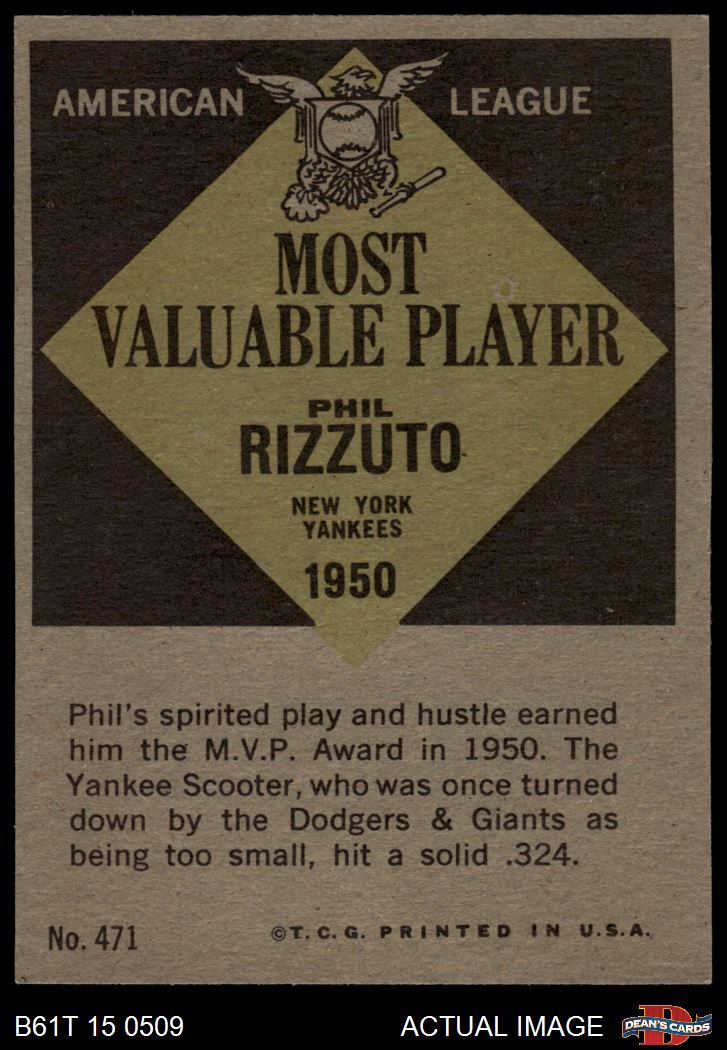 AMERICAN LEAGUE
MOST
VALUABLE PLAYER
PHIL
RIZZUTO
NEW YORK
YANKEES
1950
Phil's spirited play and hustle earned
him the M.V.P. Award in 1950. The
Yankee Scooter, who was once turned
down by the Dodgers & Giants as
being too small, hit a solid .324.
No. 471 ©T.C.G. PRINTED IN U.S.A.
B61T 15 0509 ACTUAL IMAGE D DEAN'S CARDS